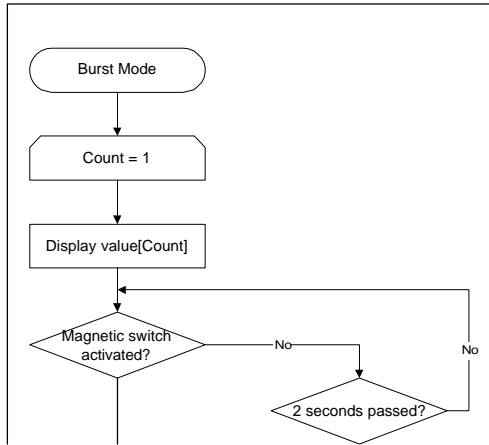 Burst Mode
Count = 1
Display value[Count]
Magnetic switch
activated?
No
No
2 seconds passed?